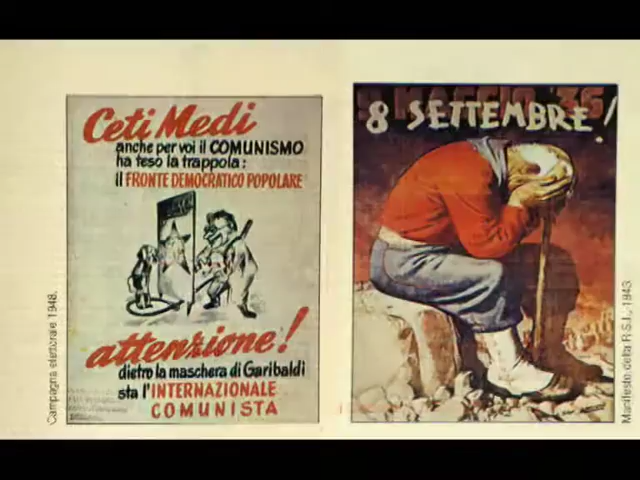 Campagna elettorale 1948.
Ceti Medi
anche per voi il COMUNISMO
ha teso la trappola:
il FRONTE DEMOCRATICO POPOLARE
attenzione!
dietro la maschera di Garibaldi
sta l'INTERNAZIONALE
COMUNISTA
9 MAGGIO '36
8 SETTEMBRE!
Manifesto della R.S.I., 1943